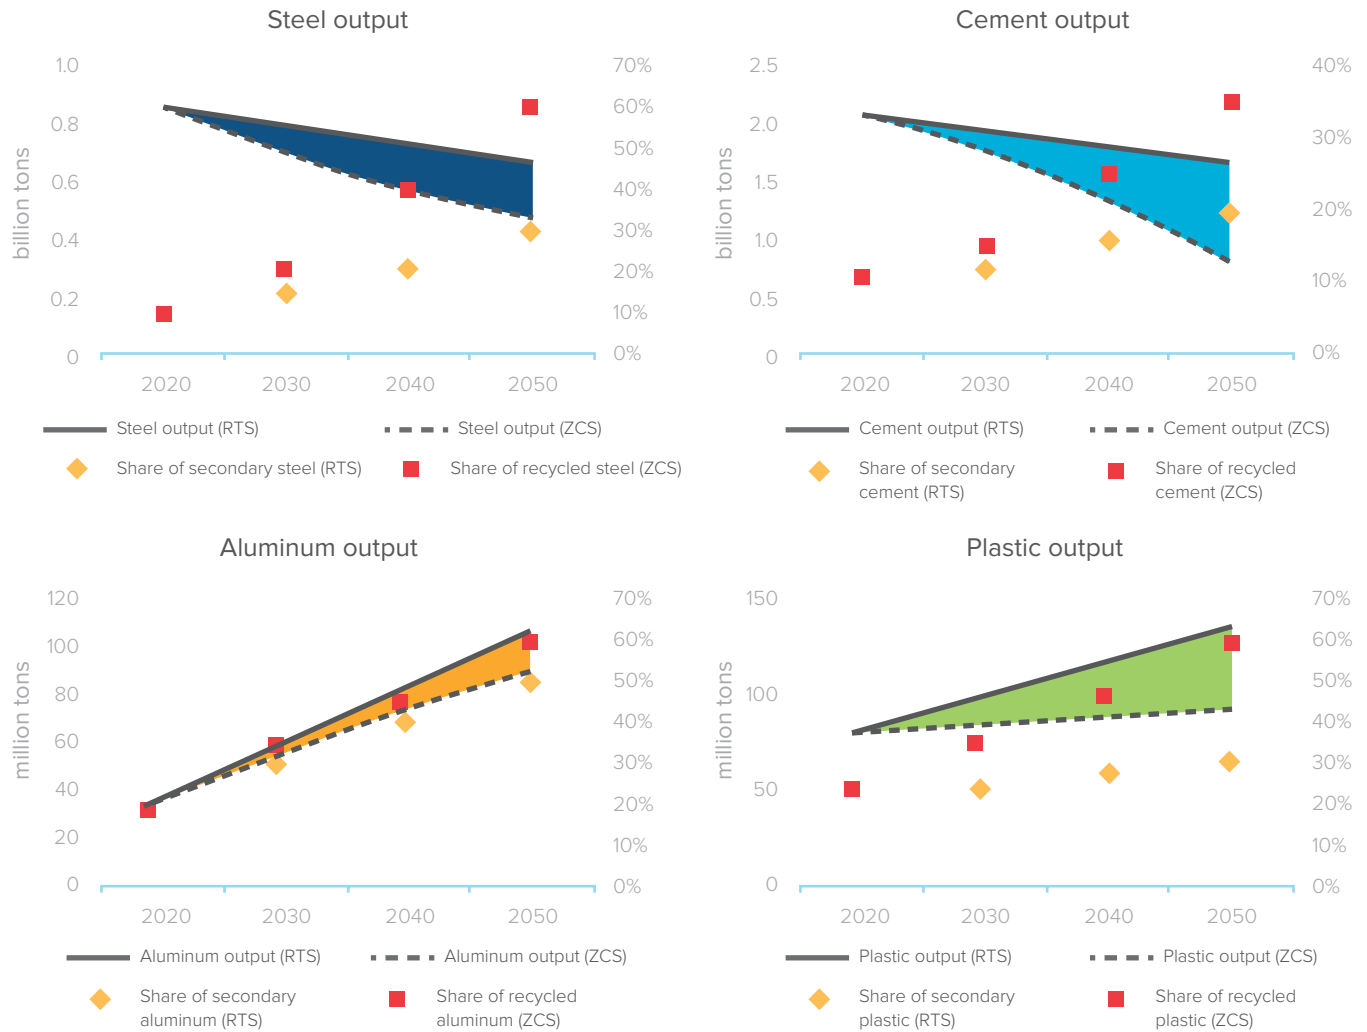 Steel output
1.0
0.8
0.6
0.4
0.2
0
billion tons
70%
60%
50%
40%
30%
20%
10%
0%
2020 2030 2040 2050
Steel output (RTS) Steel output (ZCS)
Share of secondary steel (RTS) Share of recycled steel (ZCS)
Cement output
2.5
2.0
1.5
1.0
0.5
0
billion tons
40%
30%
20%
10%
0%
2020 2030 2040 2050
Cement output (RTS) Cement output (ZCS)
Share of secondary
cement (RTS)
Share of recycled
cement (ZCS)
Aluminum output
120
100
80
60
40
20
0
million tons
70%
60%
50%
40%
30%
20%
10%
0%
2020 2030 2040 2050
Aluminum output (RTS) Aluminum output (ZCS)
Share of secondary
aluminum (RTS)
Share of recycled
aluminum (ZCS)
Plastic output
150
100
50
0
million tons
70%
60%
50%
40%
30%
20%
10%
0%
2020 2030 2040 2050
Plastic output (RTS) Plastic output (ZCS)
Share of secondary
plastic (RTS)
Share of recycled
plastic (ZCS)